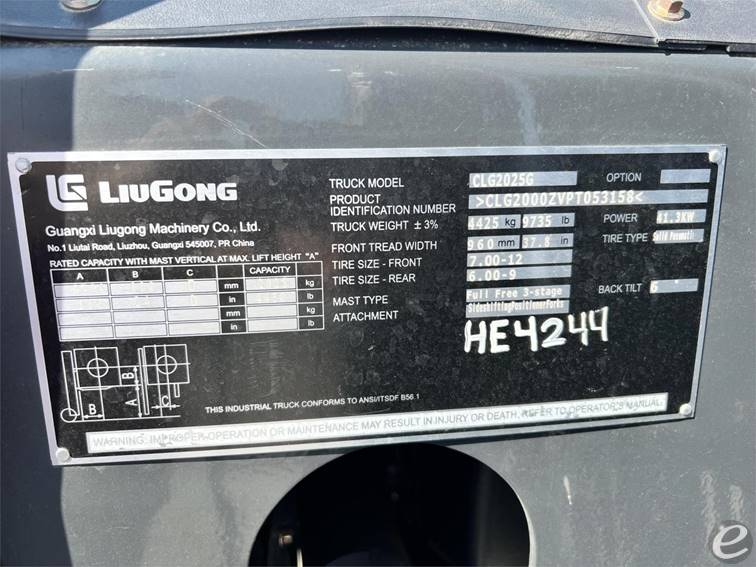 LG LIUGONG
Guangxi Liugong Machinery Co., Ltd.
No.1 Liutai Road, Liuzhou, Guangxi 545007, PR China
RATED CAPACITY WITH MAST VERTICAL AT MAX. LIFT HEIGHT "A"
A B C CAPACITY
mm kg
in lb
mm kg
in lb
B B A C
TRUCK MODEL CLG2025G OPTION
PRODUCT IDENTIFICATION NUMBER >CLG2000ZVPT053158<
TRUCK WEIGHT ± 3% 4425 kg 9735 lb POWER 41.3KW
FRONT TREAD WIDTH 960 mm 37.8 in TIRE TYPE Solid
TIRE SIZE - FRONT 7.00-12
TIRE SIZE - REAR 6.00-9
MAST TYPE Full Free 3-stage BACK TILT 6
ATTACHMENT SideshiftingPositionerForks
HE4244
THIS INDUSTRIAL TRUCK CONFORMS TO ANSI/ITSDF B56.1
WARNING: IMPROPER OPERATION OR MAINTENANCE MAY RESULT IN INJURY OR DEATH, REFER TO OPERATOR'S MANUAL!
e